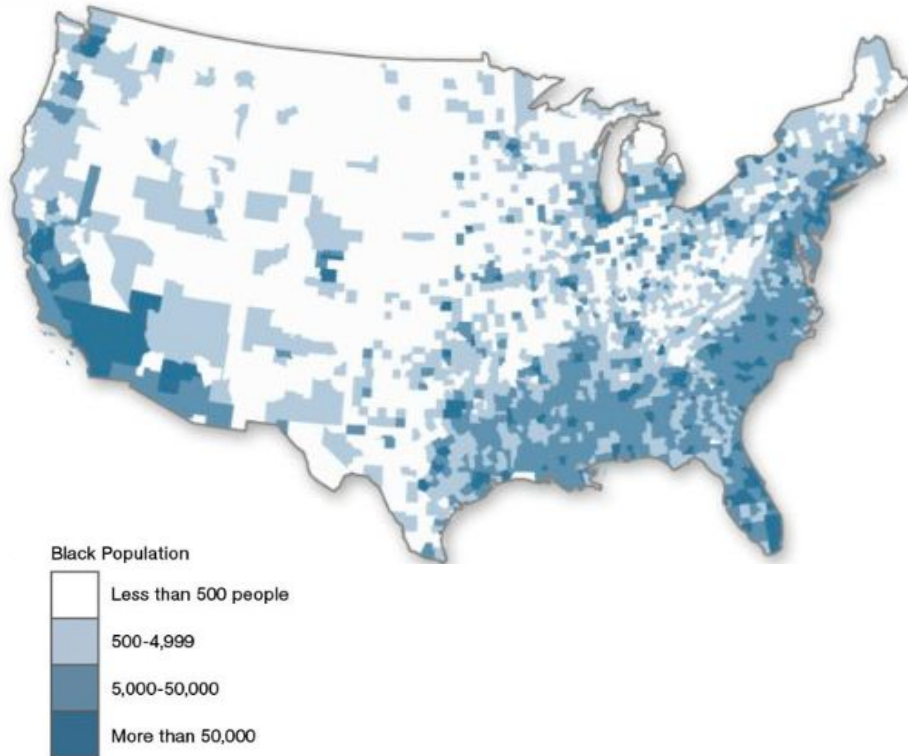 Black Population
Less than 500 people
500-4,999
5,000-50,000
More than 50,000